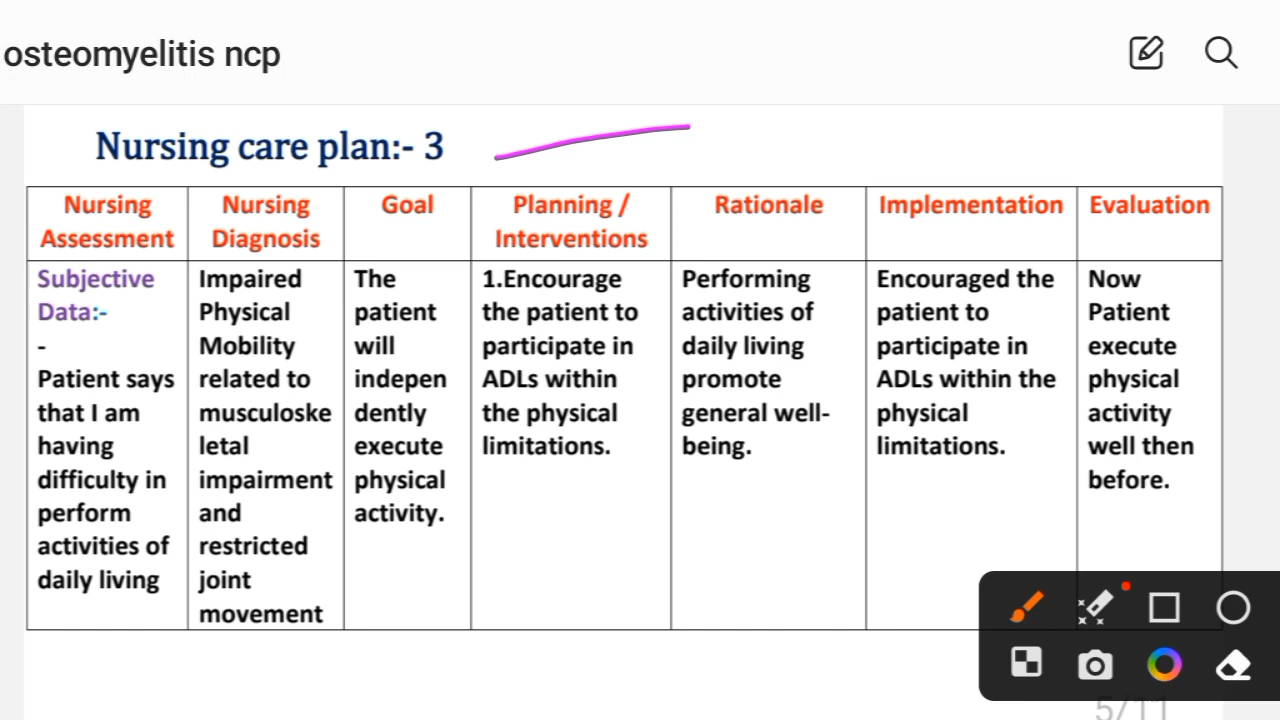 osteomyelitis ncp
Nursing care plan:- 3
Nursing
Assessment
Nursing
Diagnosis
Goal
Planning /
Interventions
Rationale
Implementation
Evaluation
Subjective
Data:-
-
Patient says
that I am
having
difficulty in
perform
activities of
daily living
Impaired
Physical
Mobility
related to
musculoske
letal
impairment
and
restricted
joint
movement
The
patient
will
indepen
dently
execute
physical
activity.
1.Encourage
the patient to
participate in
ADLs within
the physical
limitations.
Performing
activities of
daily living
promote
general well-
being.
Encouraged the
patient to
participate in
ADLs within the
physical
limitations.
Now
Patient
execute
physical
activity
well then
before.
5/11